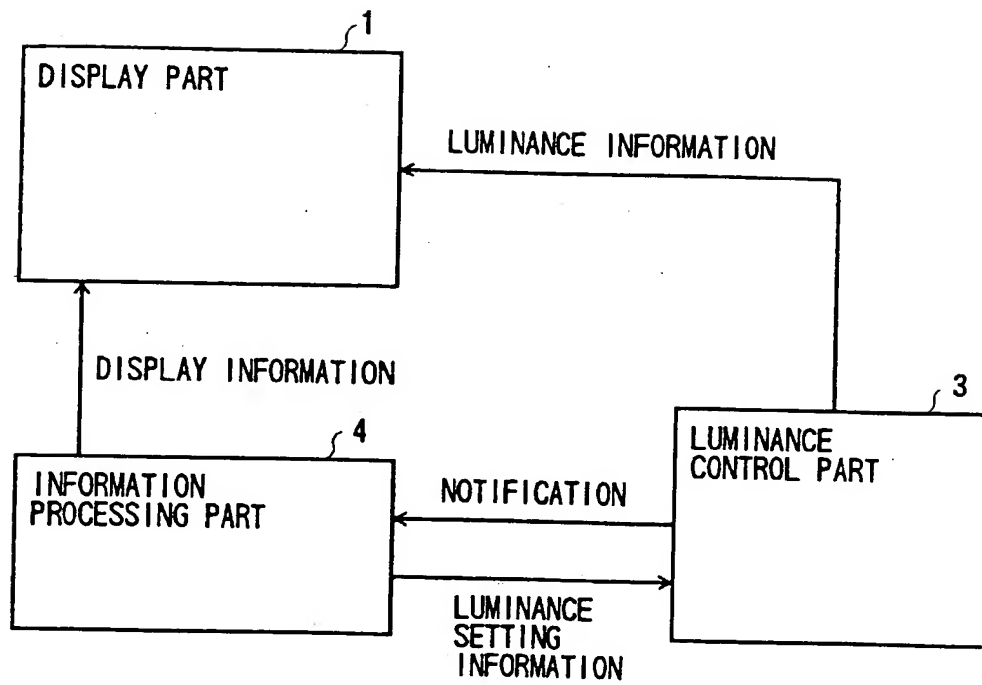 1
DISPLAY PART
LUMINANCE INFORMATION
DISPLAY INFORMATION
3
LUMINANCE
CONTROL PART
4
INFORMATION
PROCESSING PART
NOTIFICATION
LUMINANCE
SETTING
INFORMATION